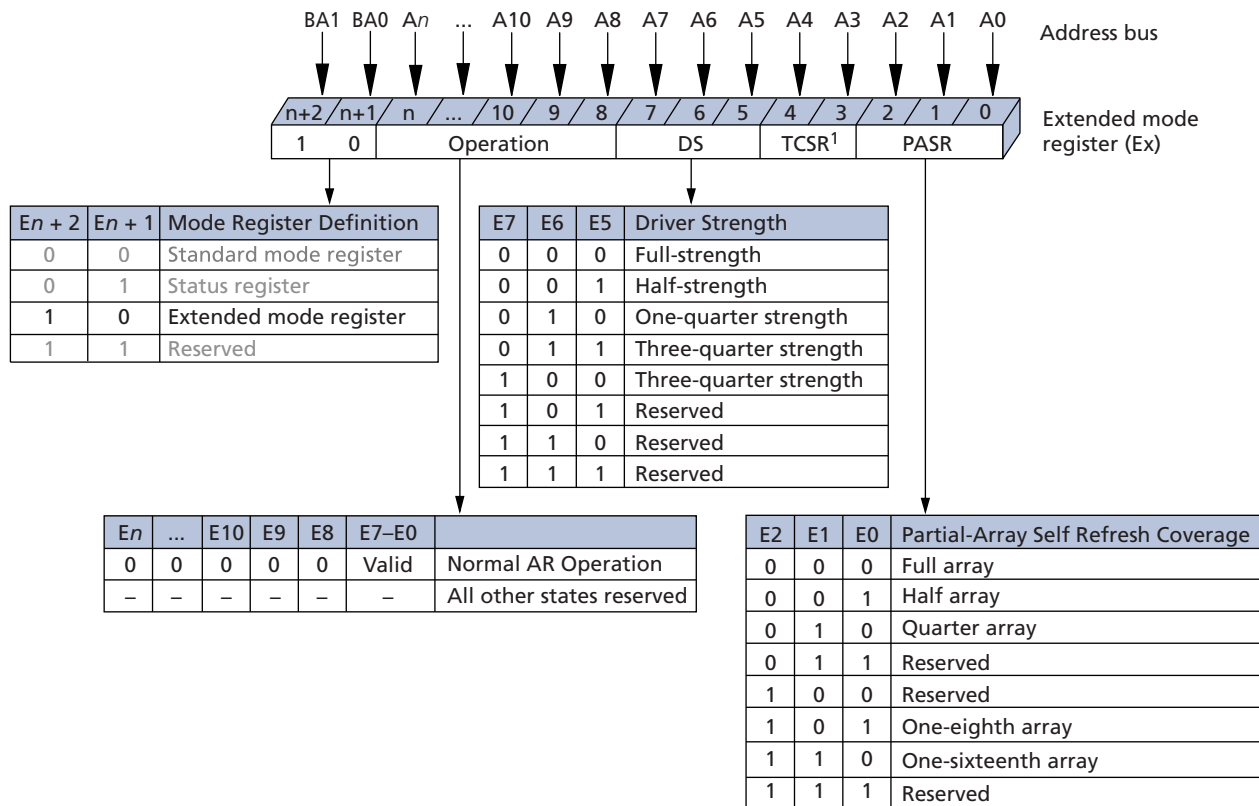 BA1 BA0 An ... A10 A9 A8 A7 A6 A5 A4 A3 A2 A1 A0 Address bus
n+2 n+1 n ... 10 9 8 7 6 5 4 3 2 1 0
Extended mode
register (Ex)
1 0 Operation DS TCSR1 PASR
En + 2 En + 1 Mode Register Definition
0 0 Standard mode register
0 1 Status register
1 0 Extended mode register
1 1 Reserved
E7 E6 E5 Driver Strength
0 0 0 Full-strength
0 0 1 Half-strength
0 1 0 One-quarter strength
0 1 1 Three-quarter strength
1 0 0 Three-quarter strength
1 0 1 Reserved
1 1 0 Reserved
1 1 1 Reserved
En ... E10 E9 E8 E7–E0
0 0 0 0 0 Valid Normal AR Operation
– – – – – – All other states reserved
E2 E1 E0 Partial-Array Self Refresh Coverage
0 0 0 Full array
0 0 1 Half array
0 1 0 Quarter array
0 1 1 Reserved
1 0 0 Reserved
1 0 1 One-eighth array
1 1 0 One-sixteenth array
1 1 1 Reserved